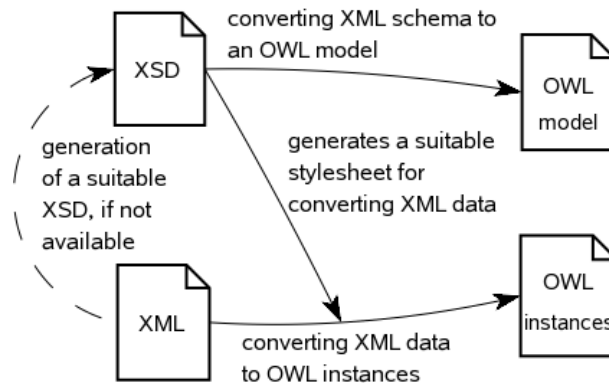 converting XML schema to
an OWL model
XSD
OWL
model
generation
of a suitable
XSD, if not
available
generates a suitable
stylesheet for
converting XML data
XML
OWL
instances
converting XML data
to OWL instances